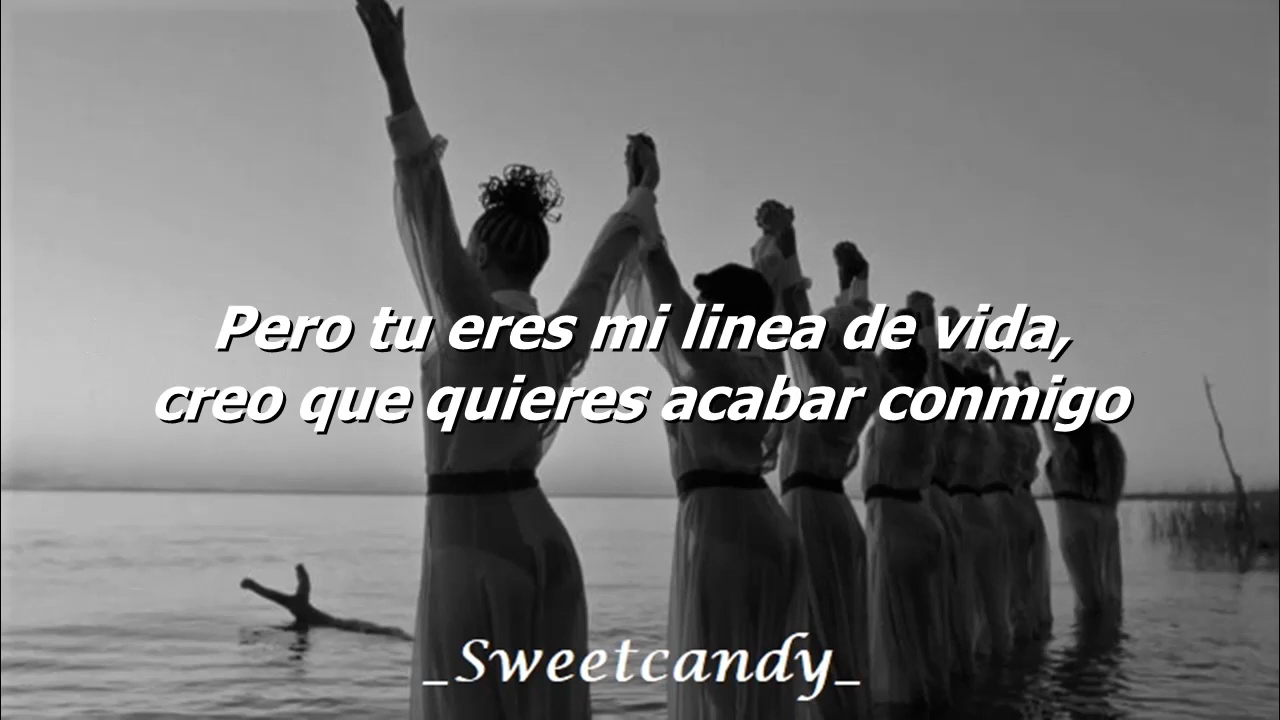 Pero tu eres mi linea de vida,
creo que quieres acabar conmigo
_Sweetcandy_